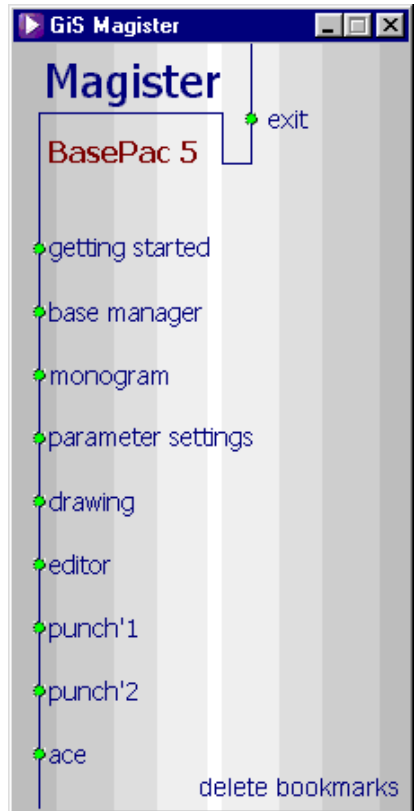 GiS Magister
Magister
exit
BasePac 5
getting started
base manager
monogram
parameter settings
drawing
editor
punch'1
punch'2
ace
delete bookmarks